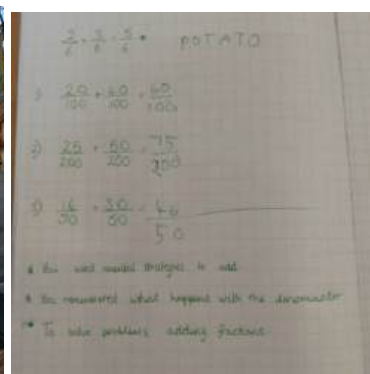 2/6 + 3/6 = 5/6 • POTATO
1) 20/100 + 40/100 = 60/100
2) 25/200 + 50/200 = 75/200
3) 16/50 + 30/50 = 46/50
You used mental strategies to add.
You remembered what happens with the denominator
To solve problems adding fractions.